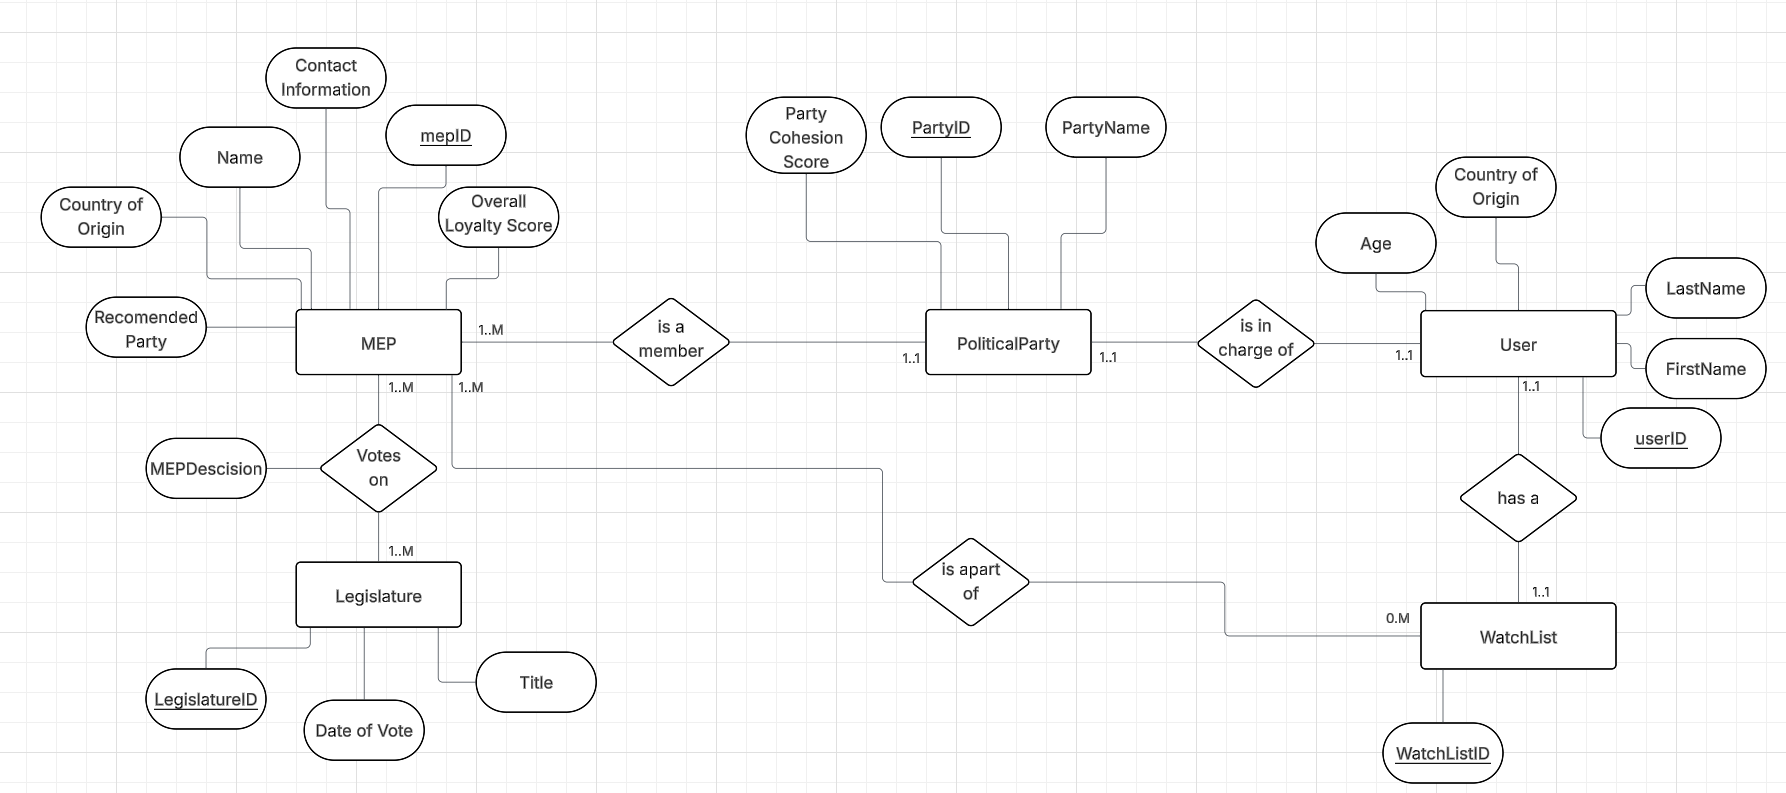 Contact
Information
mepID
Name
Country of
Origin
Overall
Loyalty Score
Recomended
Party
MEP
1..M
is a
member
1..1
Party
Cohesion
Score
PartyID
PartyName
PoliticalParty
1..1
is in
charge of
1..1
Age
Country of
Origin
LastName
User
FirstName
userID
1..1
has a
1..1
1..M
1..M
MEPDescision
Votes
on
1..M
is apart
of
0.M
WatchList
WatchListID
Legislature
LegislatureID
Date of Vote
Title